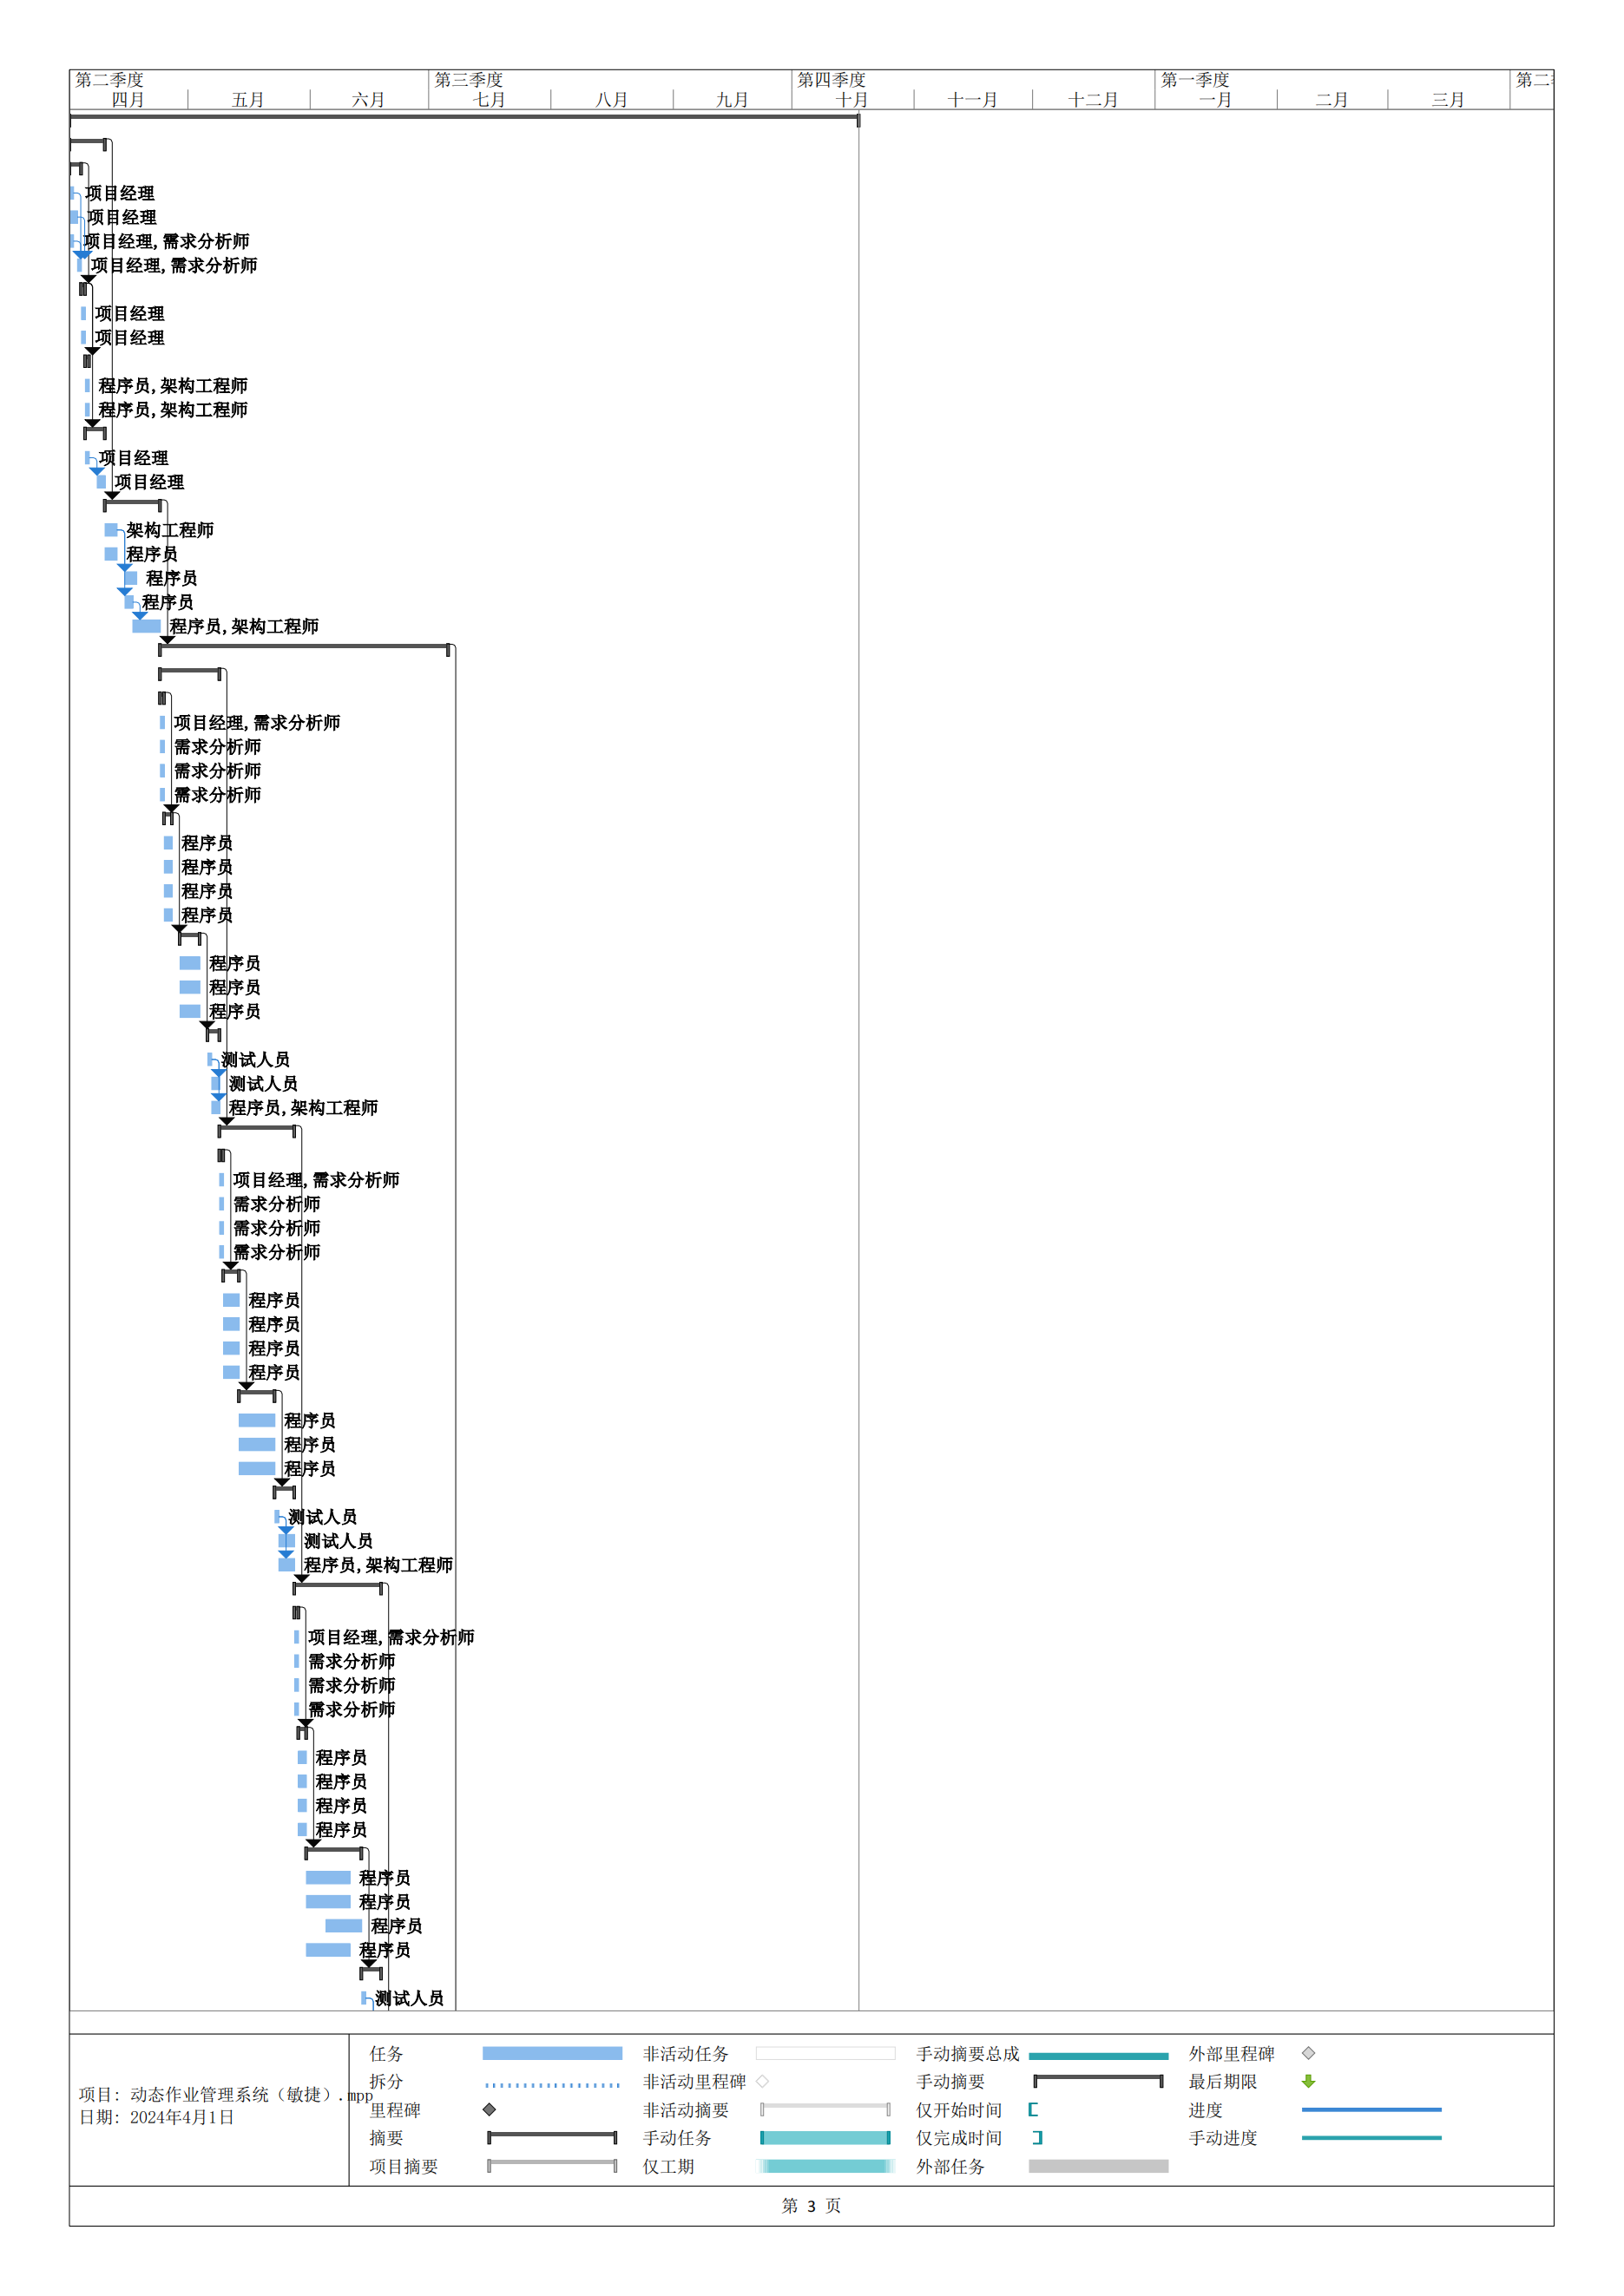 第二季度 第三季度 第四季度 第一季度
四月 五月 六月 七月 八月 九月 十月 十一月 十二月 一月 二月 三月
项目经理
项目经理
项目经理,需求分析师
项目经理,需求分析师
项目经理
项目经理
程序员,架构工程师
程序员,架构工程师
项目经理
项目经理
架构工程师
程序员
程序员
程序员
程序员,架构工程师
项目经理,需求分析师
需求分析师
需求分析师
需求分析师
程序员
程序员
程序员
程序员
程序员
程序员
程序员
测试人员
测试人员
程序员,架构工程师
项目经理,需求分析师
需求分析师
需求分析师
需求分析师
程序员
程序员
程序员
程序员
程序员
程序员
程序员
测试人员
测试人员
程序员,架构工程师
项目经理,需求分析师
需求分析师
需求分析师
需求分析师
程序员
程序员
程序员
程序员
程序员
程序员
程序员
程序员
测试人员
项目: 动态作业管理系统（敏捷）.mpp
日期: 2024年4月1日
任务 非活动任务 手动摘要总成 外部里程碑
拆分 非活动里程碑 手动摘要 最后期限
里程碑 非活动摘要 仅开始时间 进度
摘要 手动任务 仅完成时间 手动进度
项目摘要 仅工期 外部任务
第 3 页